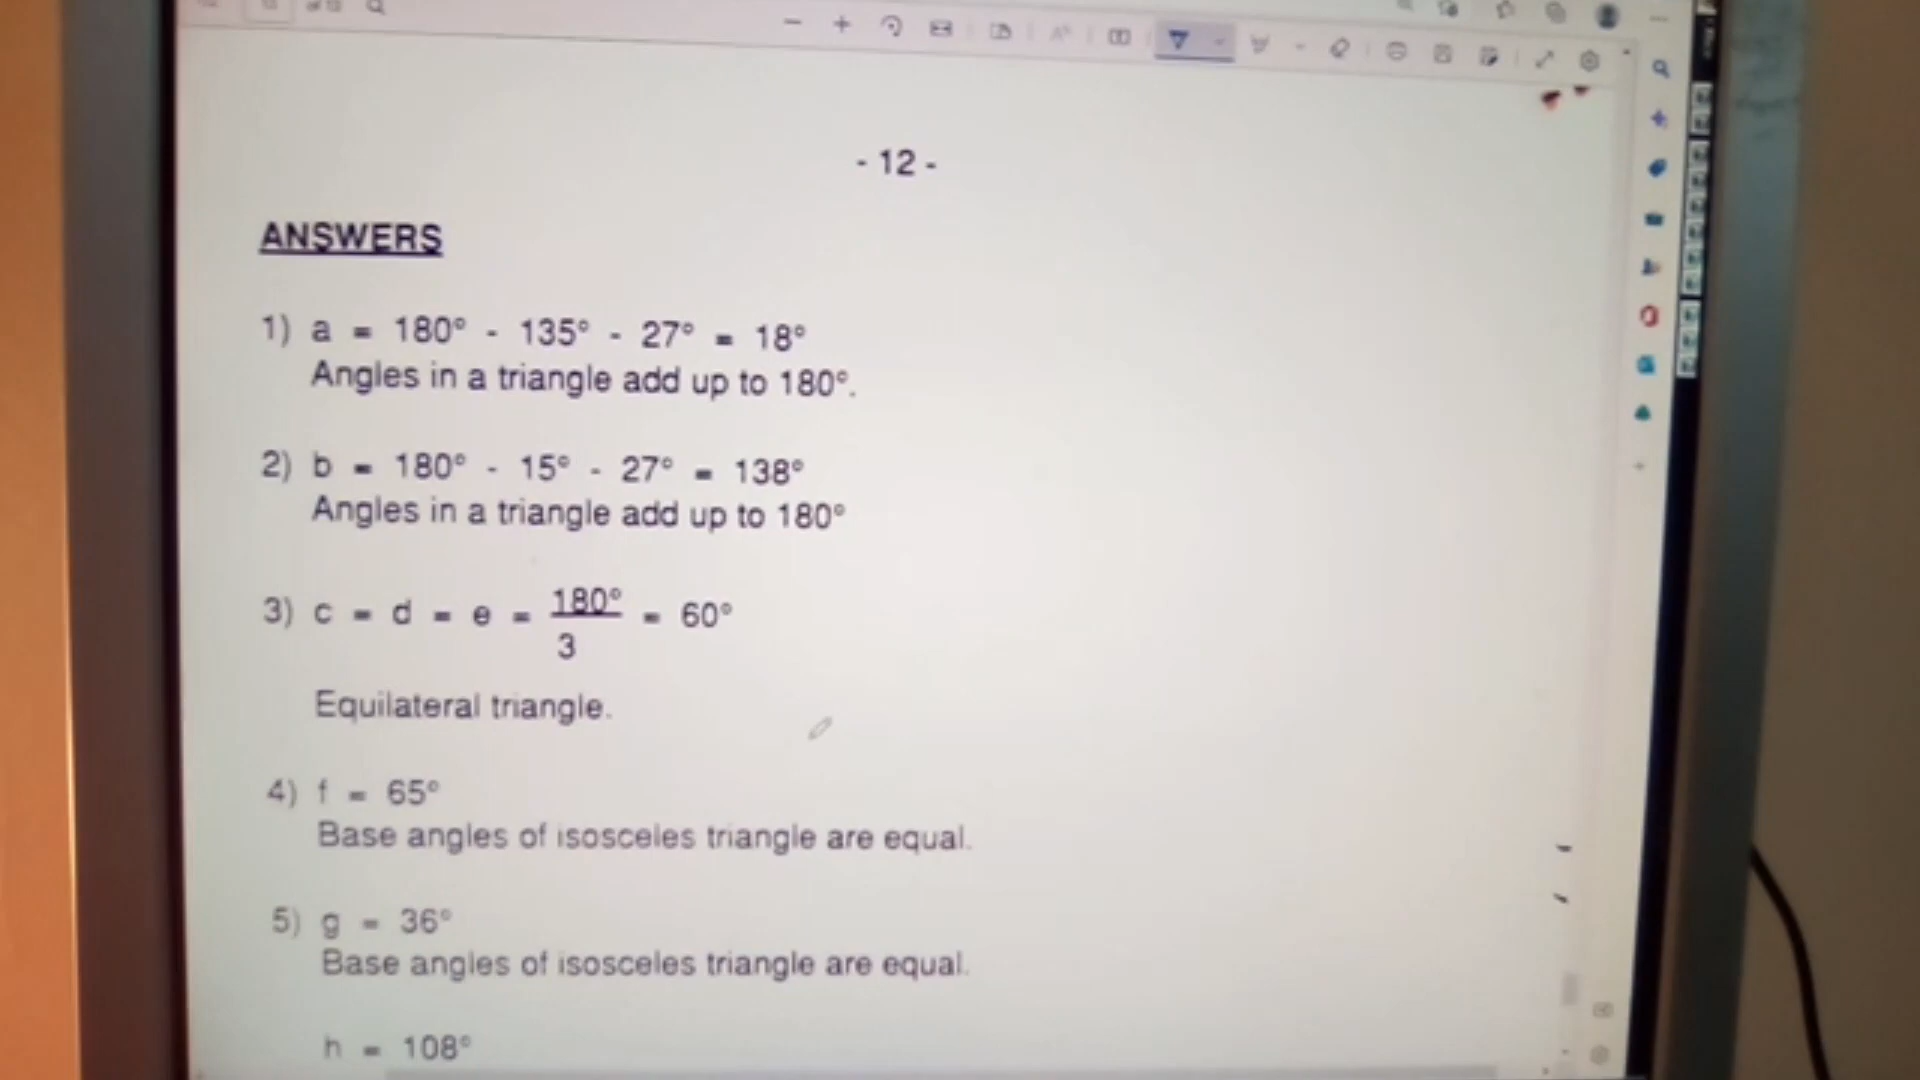 - 12 -
ANSWERS
1) a = 180° - 135° - 27° = 18°
Angles in a triangle add up to 180°.
2) b = 180° - 15° - 27° = 138°
Angles in a triangle add up to 180°
3) c = d = e = 180°/3 = 60°
Equilateral triangle.
4) f = 65°
Base angles of isosceles triangle are equal.
5) g = 36°
Base angles of isosceles triangle are equal.
h = 108°